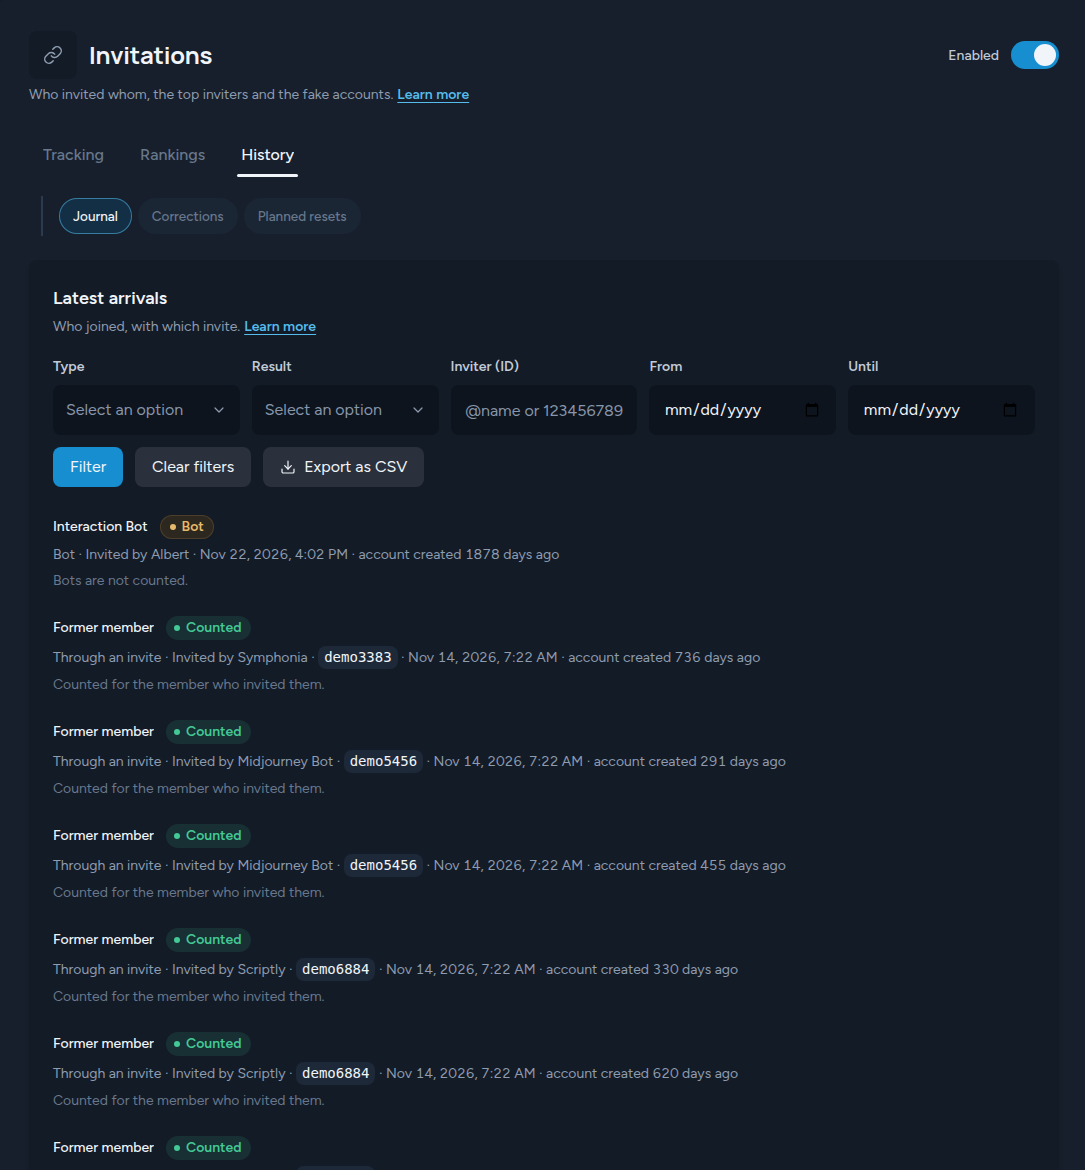 Invitations
Enabled
Who invited whom, the top inviters and the fake accounts. Learn more
Tracking Rankings History
Journal Corrections Planned resets
Latest arrivals
Who joined, with which invite. Learn more
Type Result Inviter (ID) From Until
Select an option Select an option @name or 123456789 mm/dd/yyyy mm/dd/yyyy
Filter Clear filters Export as CSV
Interaction Bot Bot
Bot · Invited by Albert · Nov 22, 2026, 4:02 PM · account created 1878 days ago
Bots are not counted.
Former member Counted
Through an invite · Invited by Symphonia · demo3383 · Nov 14, 2026, 7:22 AM · account created 736 days ago
Counted for the member who invited them.
Former member Counted
Through an invite · Invited by Midjourney Bot · demo5456 · Nov 14, 2026, 7:22 AM · account created 291 days ago
Counted for the member who invited them.
Former member Counted
Through an invite · Invited by Midjourney Bot · demo5456 · Nov 14, 2026, 7:22 AM · account created 455 days ago
Counted for the member who invited them.
Former member Counted
Through an invite · Invited by Scriptly · demo6884 · Nov 14, 2026, 7:22 AM · account created 330 days ago
Counted for the member who invited them.
Former member Counted
Through an invite · Invited by Scriptly · demo6884 · Nov 14, 2026, 7:22 AM · account created 620 days ago
Counted for the member who invited them.
Former member Counted